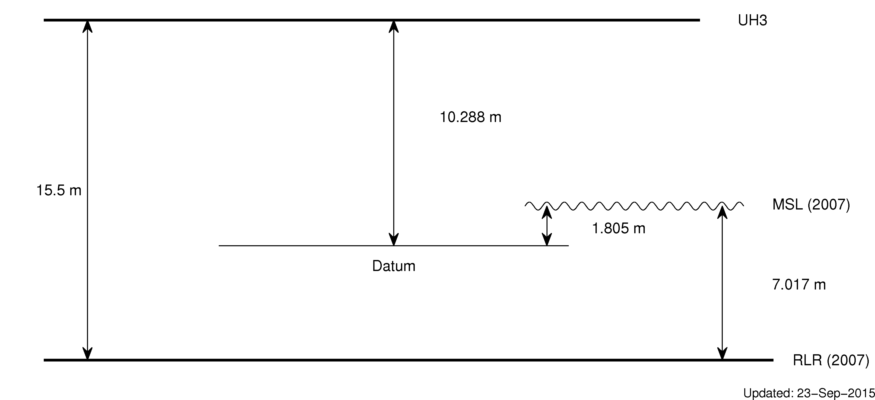 UH3
10.288 m
15.5 m
MSL (2007)
1.805 m
Datum
7.017 m
RLR (2007)
Updated: 23−Sep−2015